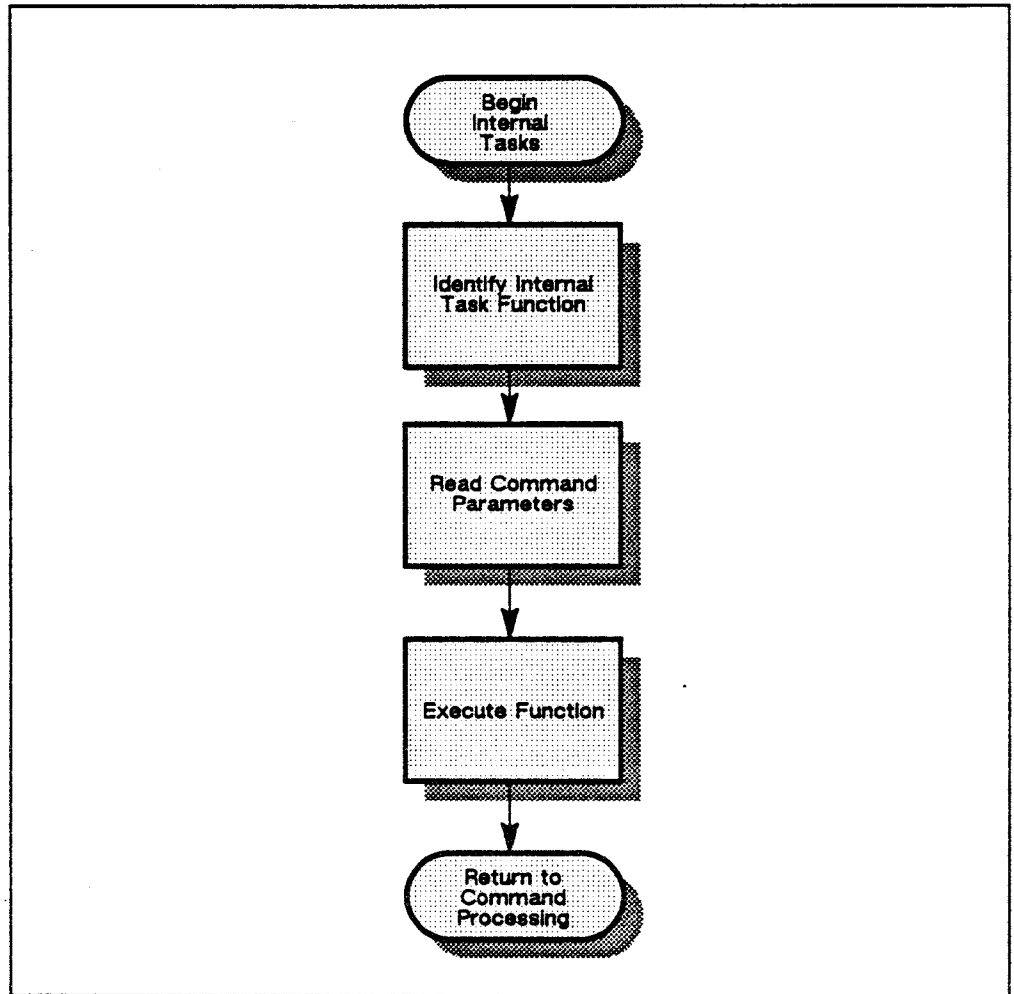 Begin
Internal
Tasks
Identify Internal
Task Function
Read Command
Parameters
Execute Function
Return to
Command
Processing